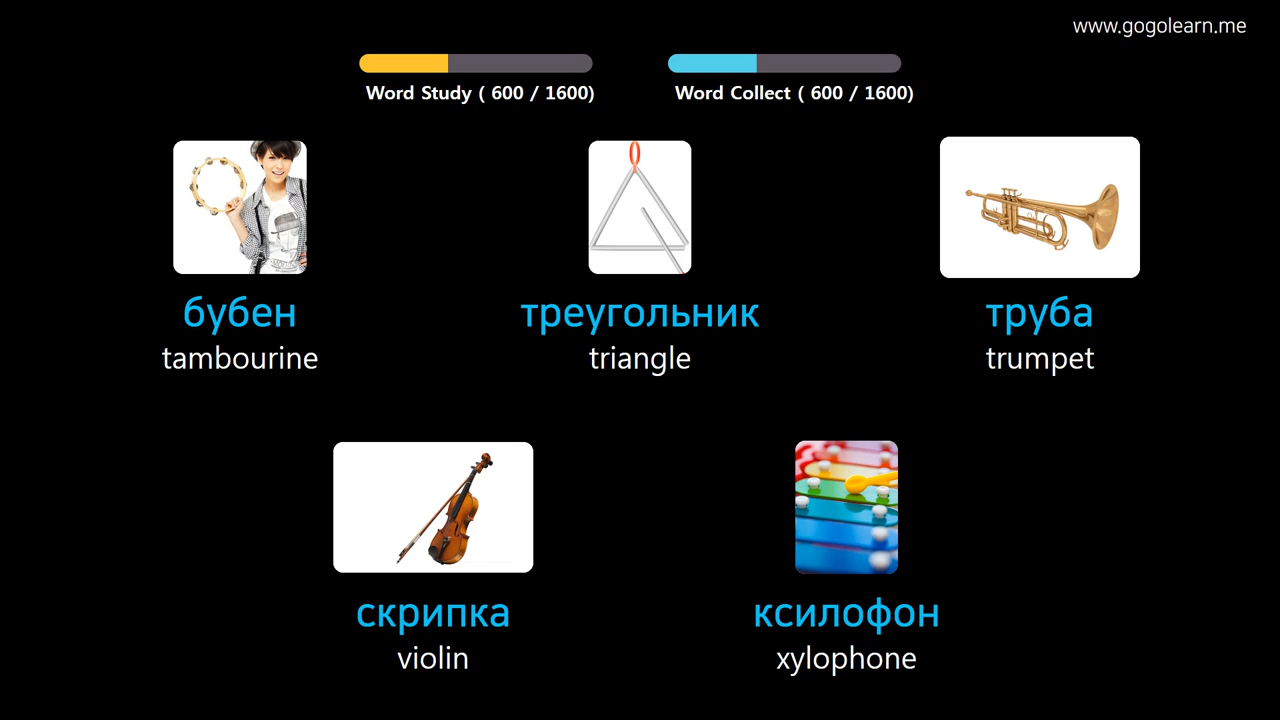 www.gogolearn.me
Word Study ( 600 / 1600)
Word Collect ( 600 / 1600)
бубен
tambourine
треугольник
triangle
труба
trumpet
скрипка
violin
ксилофон
xylophone